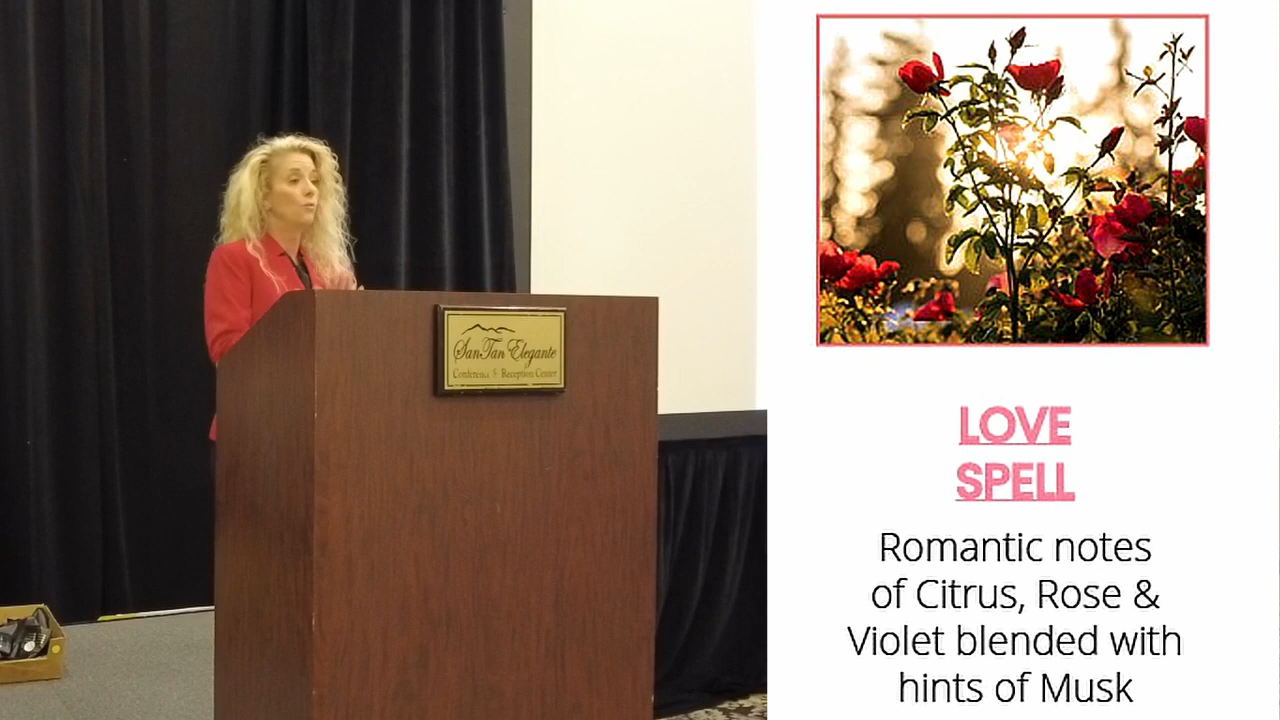 SanTan Elegante
Conference & Reception Center
LOVE
SPELL
Romantic notes
of Citrus, Rose &
Violet blended with
hints of Musk